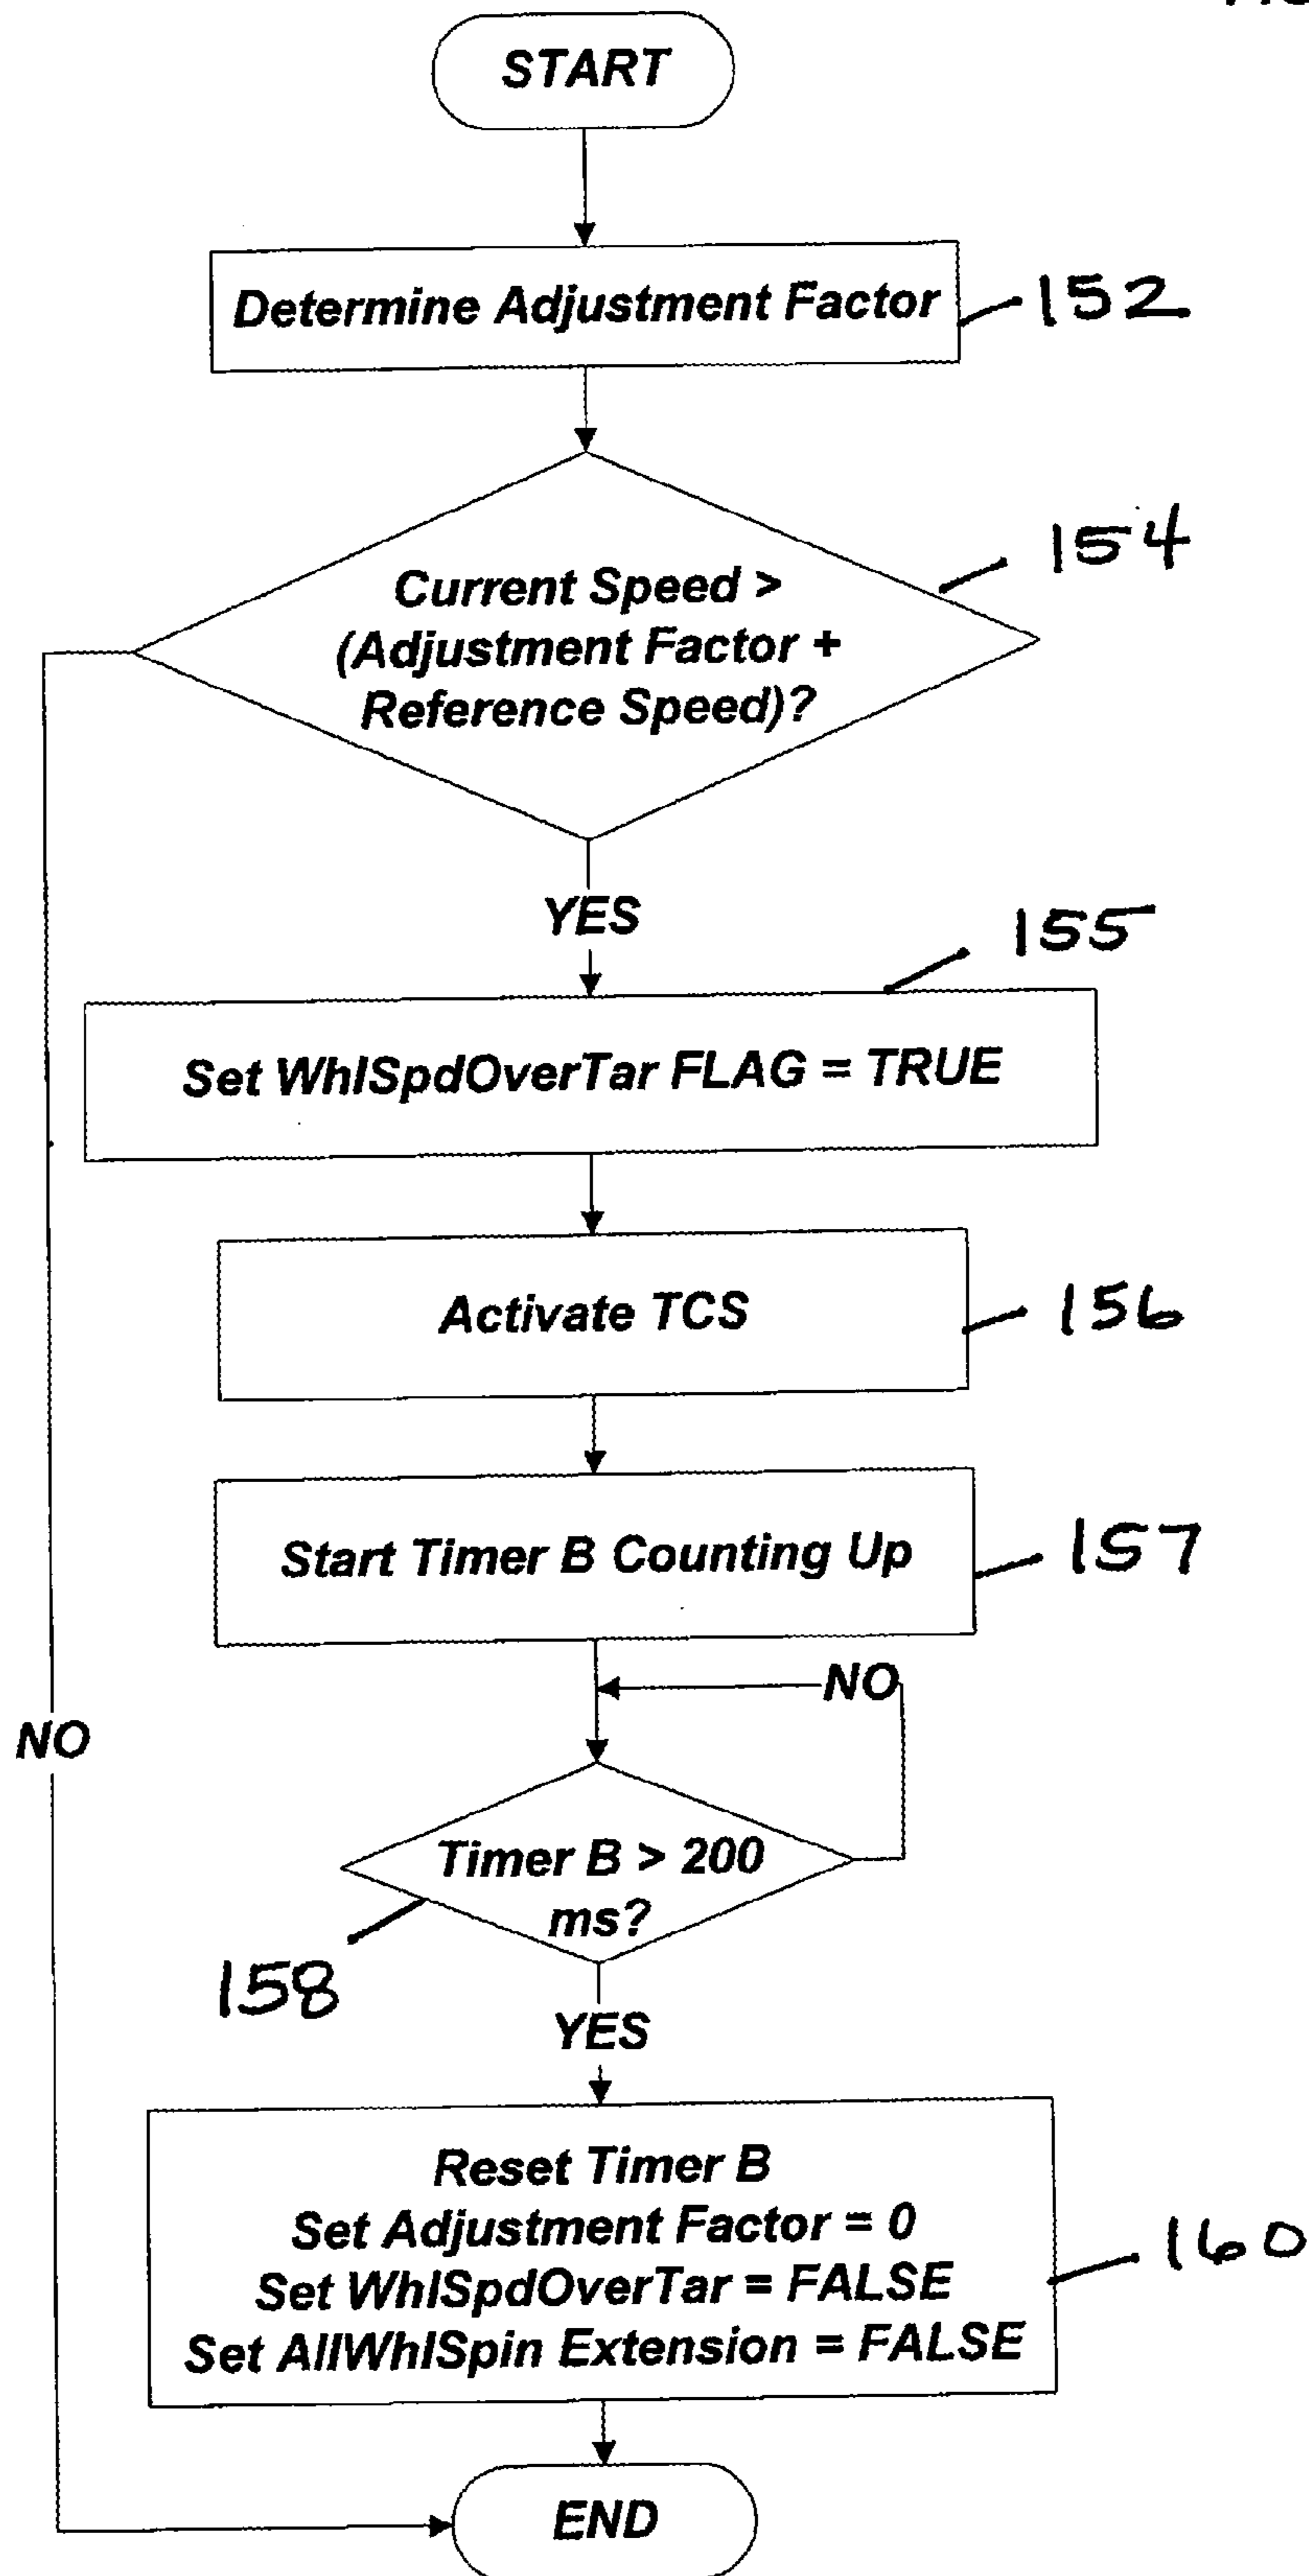 START
Determine Adjustment Factor
152
154
Current Speed >
(Adjustment Factor +
Reference Speed)?
YES
155
Set WhlSpdOverTar FLAG = TRUE
Activate TCS
156
Start Timer B Counting Up
157
NO
NO
Timer B > 200
ms?
158
YES
Reset Timer B
Set Adjustment Factor = 0
Set WhlSpdOverTar = FALSE
Set AllWhlSpin Extension = FALSE
160
END